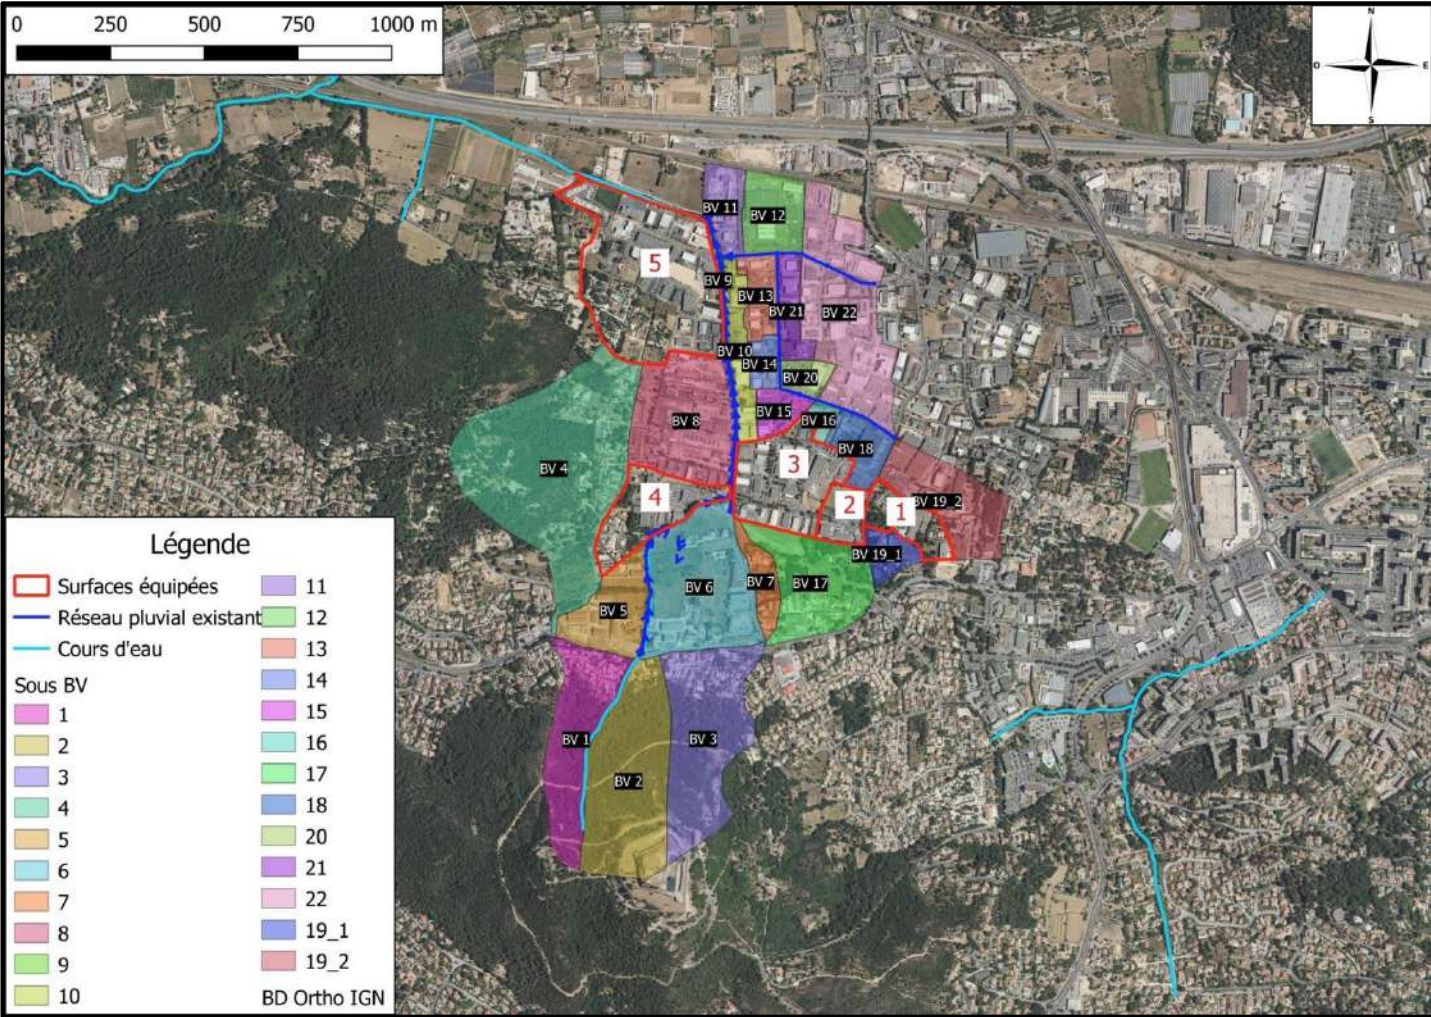 0 250 500 750 1000 m
N
O E
S
BV 11
BV 12
5
BV 9
BV 13
BV 21
BV 22
BV 10
BV 14
BV 20
BV 15
BV 16
BV 8
BV 18
BV 4
3
4
2
1
BV 19_2
BV 19_1
BV 7
BV 17
BV 6
BV 5
BV 1
BV 3
BV 2
Légende
Surfaces équipées
Réseau pluvial existant
Cours d'eau
Sous BV
1
2
3
4
5
6
7
8
9
10
11
12
13
14
15
16
17
18
20
21
22
19_1
19_2
BD Ortho IGN